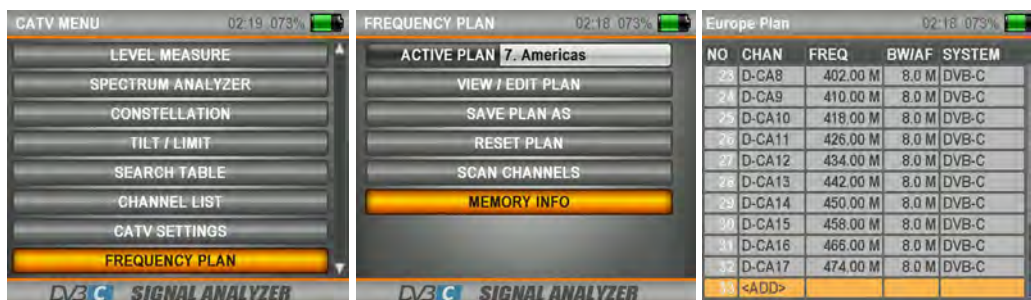 CATV MENU 02:19 073%
LEVEL MEASURE
SPECTRUM ANALYZER
CONSTELLATION
TILT / LIMIT
SEARCH TABLE
CHANNEL LIST
CATV SETTINGS
FREQUENCY PLAN
DVB C SIGNAL ANALYZER
FREQUENCY PLAN 02:18 073%
ACTIVE PLAN 7. Americas
VIEW / EDIT PLAN
SAVE PLAN AS
RESET PLAN
SCAN CHANNELS
MEMORY INFO
DVB C SIGNAL ANALYZER
Europe Plan 02:18 073%
NO CHAN FREQ BW/AF SYSTEM
23 D-CA8 402.00 M 8.0 M DVB-C
24 D-CA9 410.00 M 8.0 M DVB-C
25 D-CA10 418.00 M 8.0 M DVB-C
26 D-CA11 426.00 M 8.0 M DVB-C
27 D-CA12 434.00 M 8.0 M DVB-C
28 D-CA13 442.00 M 8.0 M DVB-C
29 D-CA14 450.00 M 8.0 M DVB-C
30 D-CA15 458.00 M 8.0 M DVB-C
31 D-CA16 466.00 M 8.0 M DVB-C
32 D-CA17 474.00 M 8.0 M DVB-C
33 <ADD>